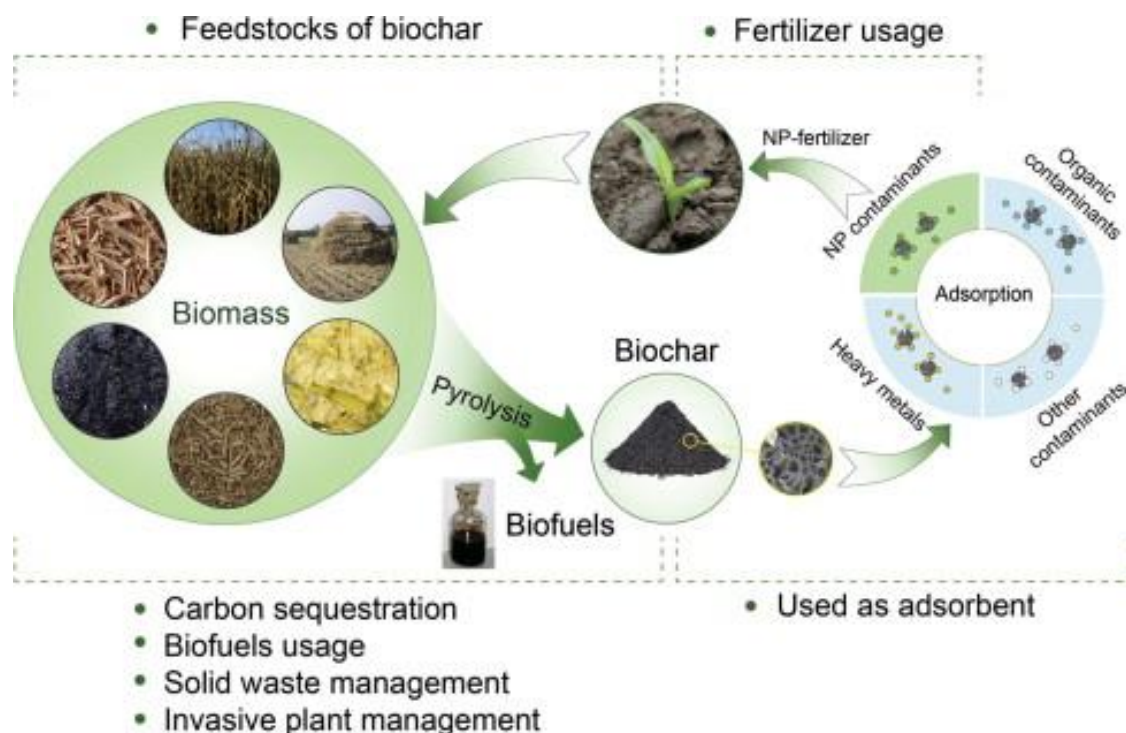 • Feedstocks of biochar
• Fertilizer usage
NP-fertilizer
NP contaminants
Organic
contaminants
Adsorption
Heavy metals
Other
contaminants
Biomass
Pyrolysis
Biochar
Biofuels
• Carbon sequestration
• Biofuels usage
• Solid waste management
• Invasive plant management
• Used as adsorbent